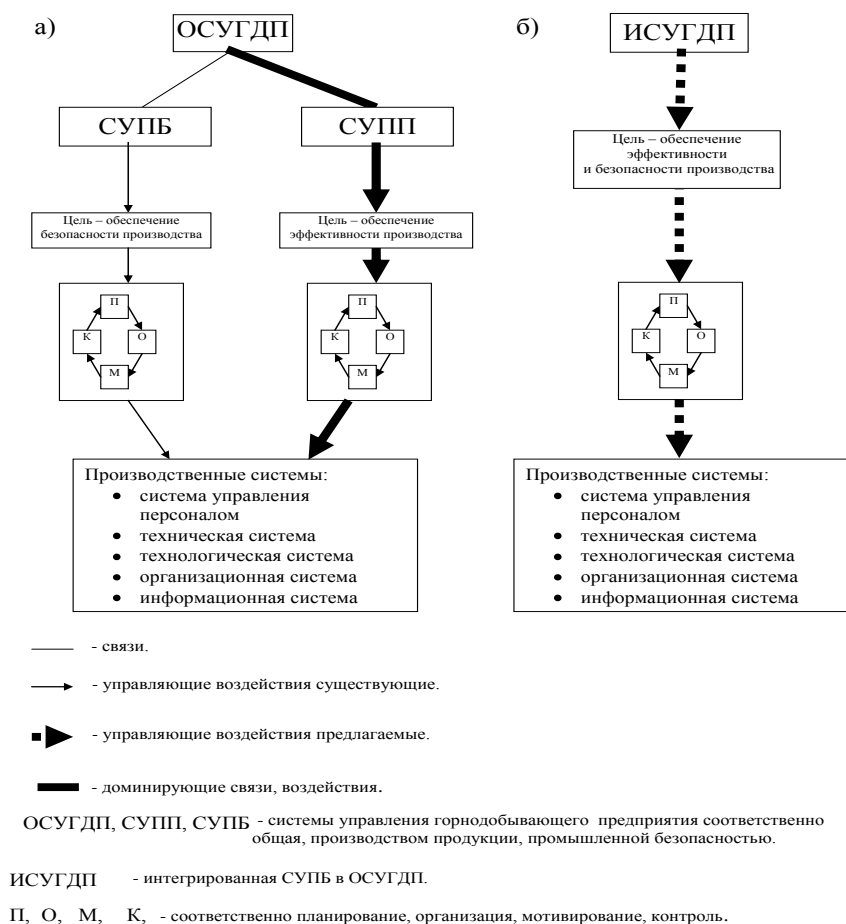 а)
ОСУГДП
СУПБ
СУПП
Цель – обеспечение
безопасности производства
Цель – обеспечение
эффективности производства
П
К
О
М
П
К
О
М
Производственные системы:
• система управления
персоналом
• техническая система
• технологическая система
• организационная система
• информационная система
б)
ИСУГДП
Цель – обеспечение
эффективности
и безопасности производства
П
К
О
М
Производственные системы:
• система управления
персоналом
• техническая система
• технологическая система
• организационная система
• информационная система
- связи.
- управляющие воздействия существующие.
- управляющие воздействия предлагаемые.
- доминирующие связи, воздействия.
ОСУГДП, СУПП, СУПБ - системы управления горнодобывающего предприятия соответственно
общая, производством продукции, промышленной безопасностью.
ИСУГДП - интегрированная СУПБ в ОСУГДП.
П, О, М, К, - соответственно планирование, организация, мотивирование, контроль.